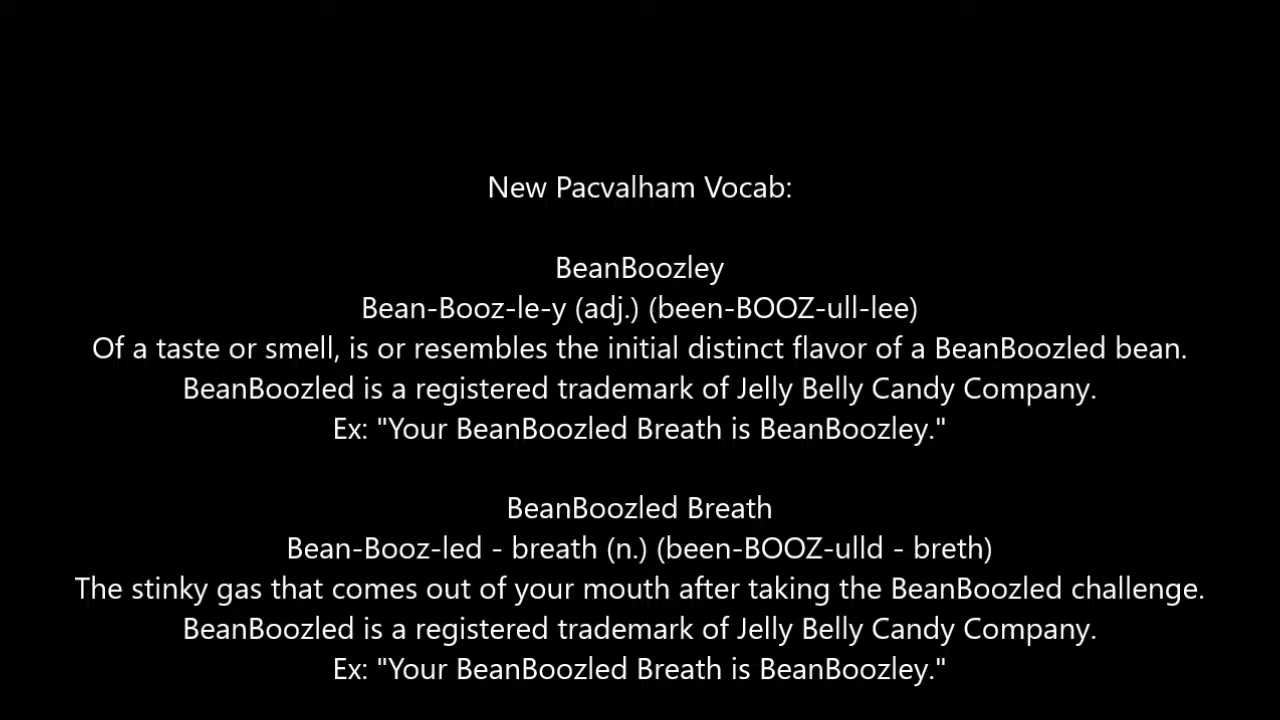 New Pacvalham Vocab:
BeanBoozley
Bean-Booz-le-y (adj.) (been-BOOZ-ull-lee)
Of a taste or smell, is or resembles the initial distinct flavor of a BeanBoozled bean.
BeanBoozled is a registered trademark of Jelly Belly Candy Company.
Ex: "Your BeanBoozled Breath is BeanBoozley."
BeanBoozled Breath
Bean-Booz-led - breath (n.) (been-BOOZ-ulld - breth)
The stinky gas that comes out of your mouth after taking the BeanBoozled challenge.
BeanBoozled is a registered trademark of Jelly Belly Candy Company.
Ex: "Your BeanBoozled Breath is BeanBoozley."